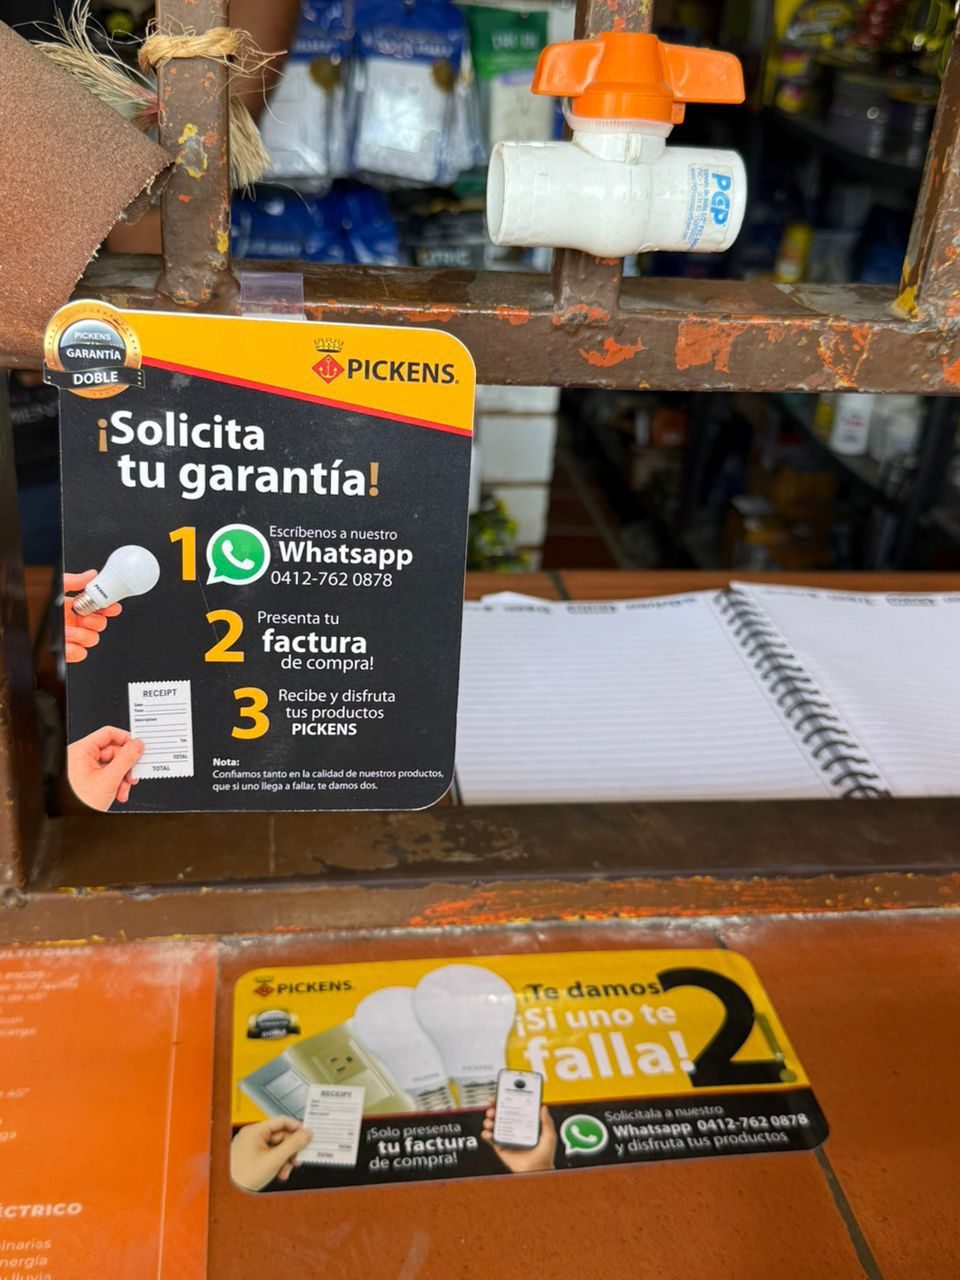 PCP
PICKENS
GARANTÍA
DOBLE
PICKENS
¡Solicita
tu garantía!
1
Escríbenos a nuestro
Whatsapp
0412-762 0878
2
Presenta tu
factura
de compra!
3
Recibe y disfruta
tus productos
PICKENS
RECEIPT
TOTAL
TOTAL
Nota:
Confiamos tanto en la calidad de nuestros productos,
que si uno llega a fallar, te damos dos.
PICKENS
Te damos 2
¡Si uno te
falla!
RECEIPT
¡Solo presenta
tu factura
de compra!
Solicítala a nuestro
Whatsapp 0412-762 0878
y disfruta tus productos